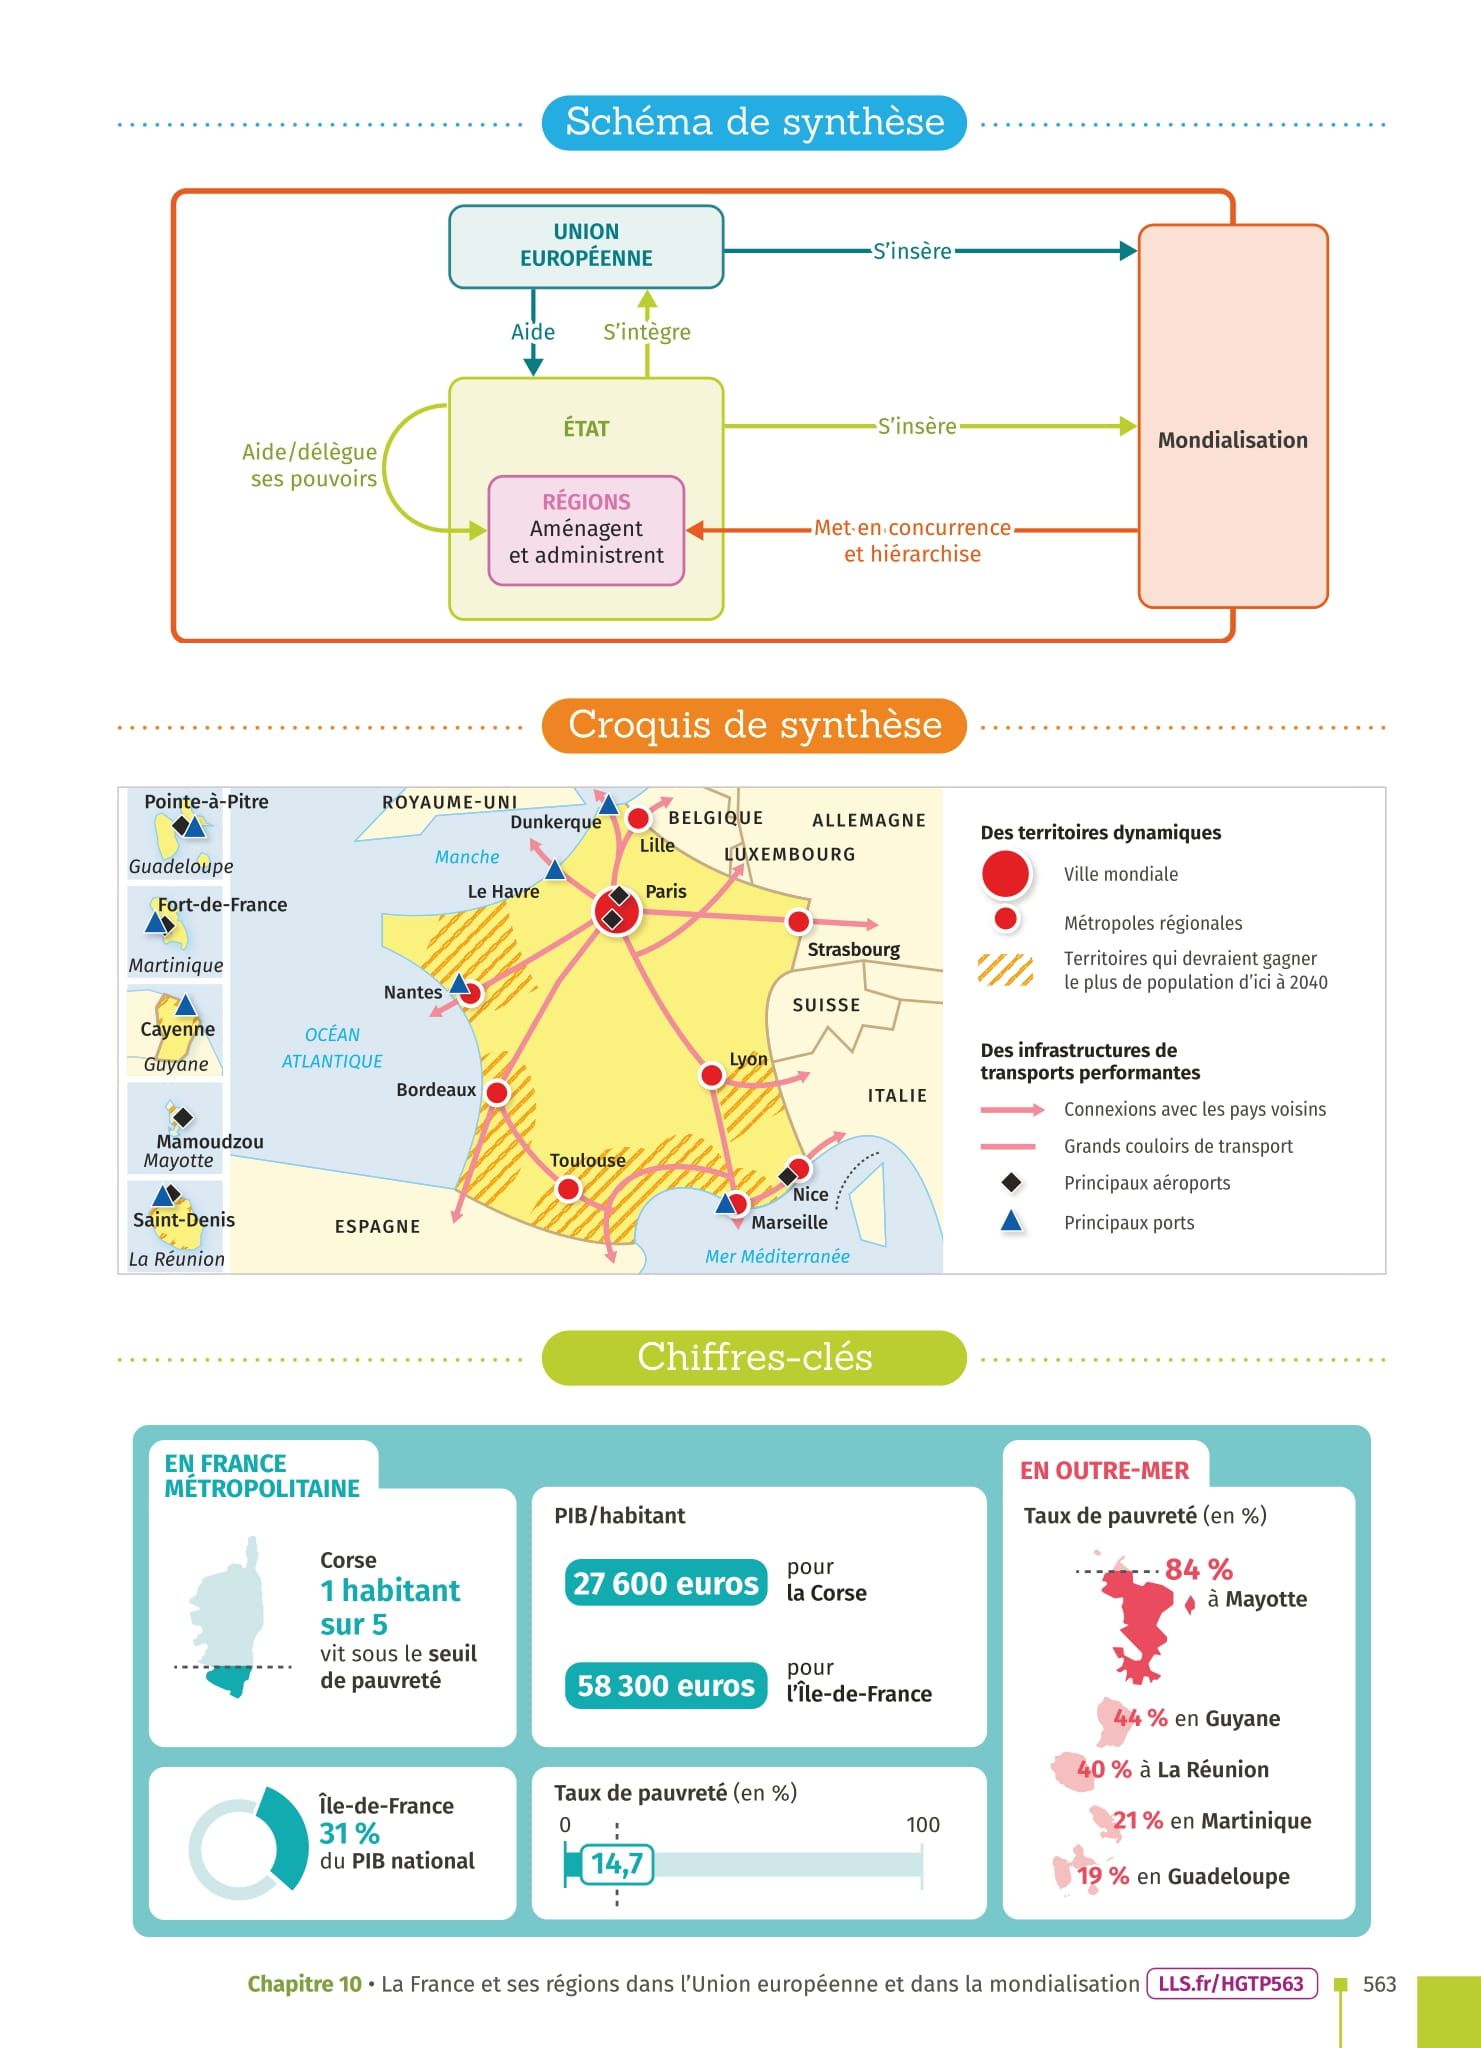 Schéma de synthèse
UNION
EUROPÉENNE
S'insère
Aide
S'intègre
ÉTAT
S'insère
Aide/délègue
ses pouvoirs
Mondialisation
RÉGIONS
Aménagent
et administrent
Met en concurrence
et hiérarchise
Croquis de synthèse
Pointe-à-Pitre
Guadeloupe
Fort-de-France
Martinique
Cayenne
Guyane
Mamoudzou
Mayotte
Saint-Denis
La Réunion
ROYAUME-UNI
Dunkerque
BELGIQUE
ALLEMAGNE
Lille
Manche
LUXEMBOURG
Le Havre
Paris
Strasbourg
Nantes
SUISSE
OCÉAN
ATLANTIQUE
Lyon
Bordeaux
ITALIE
Toulouse
Nice
Marseille
ESPAGNE
Mer Méditerranée
Des territoires dynamiques
Ville mondiale
Métropoles régionales
Territoires qui devraient gagner
le plus de population d'ici à 2040
Des infrastructures de
transports performantes
Connexions avec les pays voisins
Grands couloirs de transport
Principaux aéroports
Principaux ports
Chiffres-clés
EN FRANCE
MÉTROPOLITAINE
Corse
1 habitant
sur 5
vit sous le seuil
de pauvreté
PIB/habitant
27 600 euros
pour
la Corse
58 300 euros
pour
l'Île-de-France
Île-de-France
31 %
du PIB national
Taux de pauvreté (en %)
0
100
14,7
EN OUTRE-MER
Taux de pauvreté (en %)
84 %
à Mayotte
44 % en Guyane
40 % à La Réunion
21 % en Martinique
19 % en Guadeloupe
Chapitre 10 • La France et ses régions dans l'Union européenne et dans la mondialisation LLS.fr/HGTP563 563